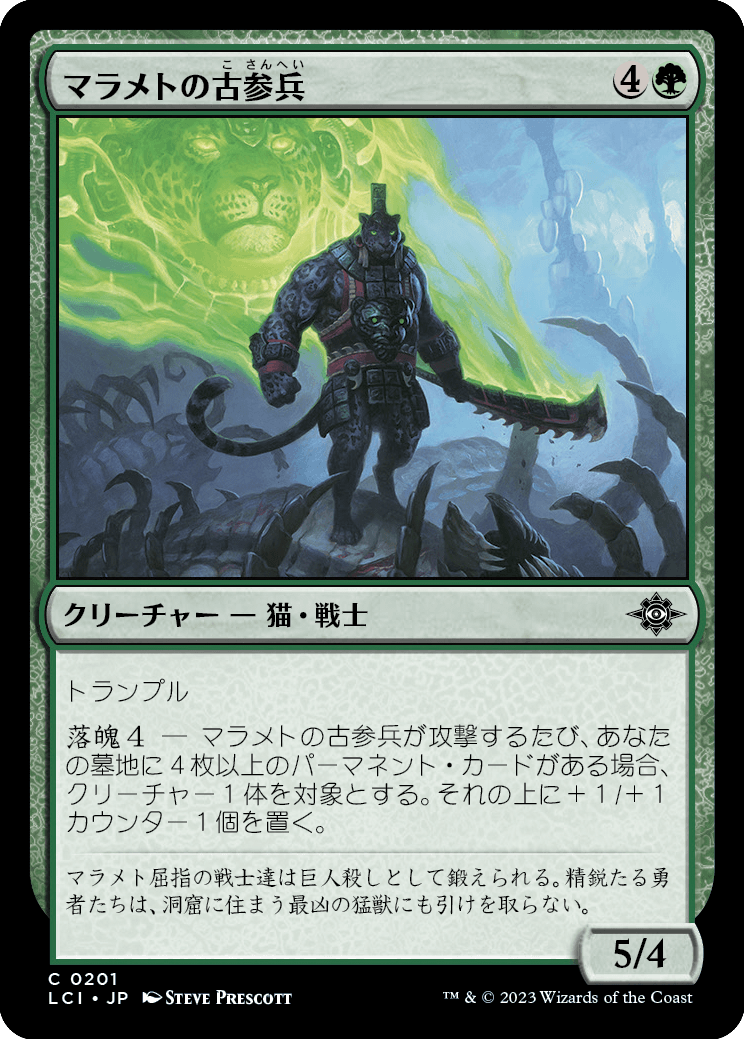 こ さんへい
マラメトの古参兵 4
クリーチャー — 猫・戦士
トランプル
落魄４ — マラメトの古参兵が攻撃するたび、あなた
の墓地に４枚以上のパーマネント・カードがある場合、
クリーチャー１体を対象とする。それの上に＋１/＋１
カウンター１個を置く。
マラメト屈指の戦士達は巨人殺しとして鍛えられる。精鋭たる勇
者たちは、洞窟に住まう最凶の猛獣にも引けを取らない。
5/4
C 0201
LCI • JP Steve Prescott
™ & © 2023 Wizards of the Coast